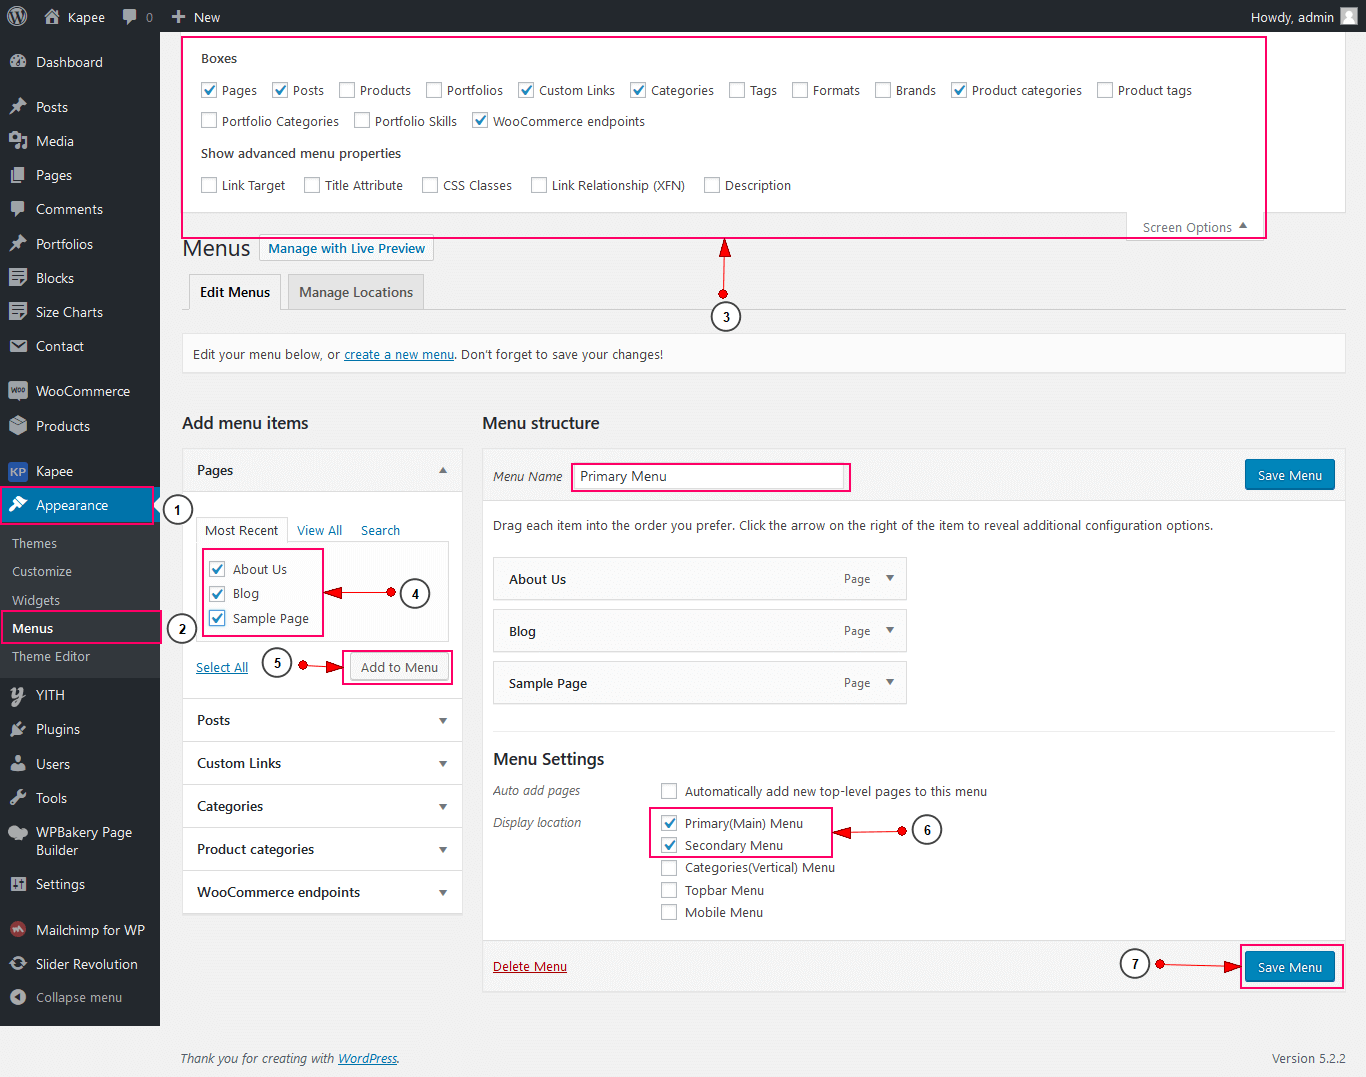 Kapee 0 New Howdy, admin
Dashboard
Posts
Media
Pages
Comments
Portfolios
Blocks
Size Charts
Contact
WOO WooCommerce
Products
KP Kapee
Appearance 1
Themes
Customize
Widgets
Menus 2
Theme Editor
YITH
Plugins
Users
Tools
WPBakery Page
Builder
Settings
Mailchimp for WP
Slider Revolution
Collapse menu
Boxes
Pages Posts Products Portfolios Custom Links Categories Tags Formats Brands Product categories Product tags
Portfolio Categories Portfolio Skills WooCommerce endpoints
Show advanced menu properties
Link Target Title Attribute CSS Classes Link Relationship (XFN) Description
Screen Options
Menus Manage with Live Preview
Edit Menus Manage Locations
3
Edit your menu below, or create a new menu. Don't forget to save your changes!
Add menu items
Pages
Most Recent View All Search
About Us
Blog
Sample Page
4
Select All 5 Add to Menu
Posts
Custom Links
Categories
Product categories
WooCommerce endpoints
Menu structure
Menu Name Primary Menu Save Menu
Drag each item into the order you prefer. Click the arrow on the right of the item to reveal additional configuration options.
About Us Page
Blog Page
Sample Page Page
Menu Settings
Auto add pages Automatically add new top-level pages to this menu
Display location Primary(Main) Menu
Secondary Menu
6
Categories(Vertical) Menu
Topbar Menu
Mobile Menu
Delete Menu 7 Save Menu
Thank you for creating with WordPress. Version 5.2.2